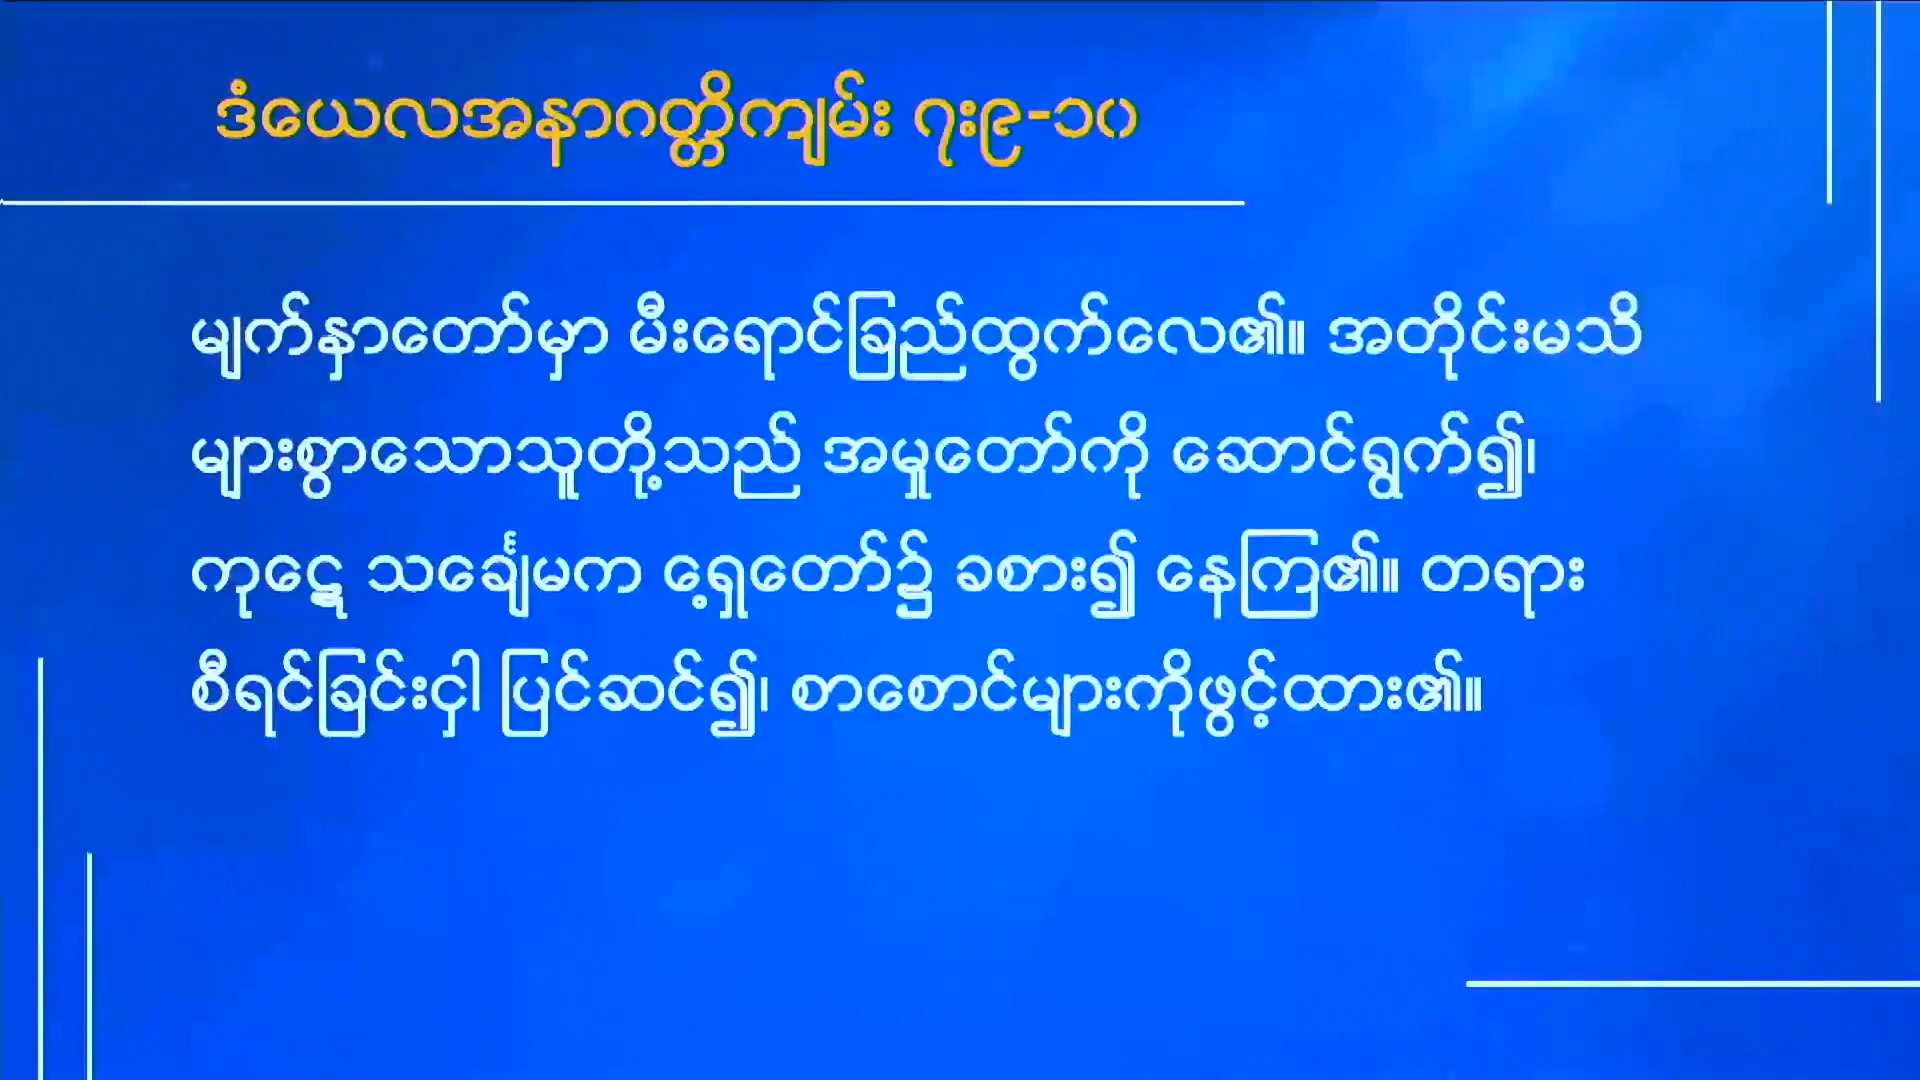 ဒံယေလအနာဂတ္တိကျမ်း ၇း၉-၁၀
မျက်နှာတော်မှာ မီးရောင်ခြည်ထွက်လေ၏။ အတိုင်းမသိ
များစွာသောသူတို့သည် အမှုတော်ကို ဆောင်ရွက်၍၊
ကုဋေ သင်္ချေမက ရှေ့တော်၌ ခစား၍ နေကြ၏။ တရား
စီရင်ခြင်းငှါ ပြင်ဆင်၍၊ စာစောင်များကိုဖွင့်ထား၏။